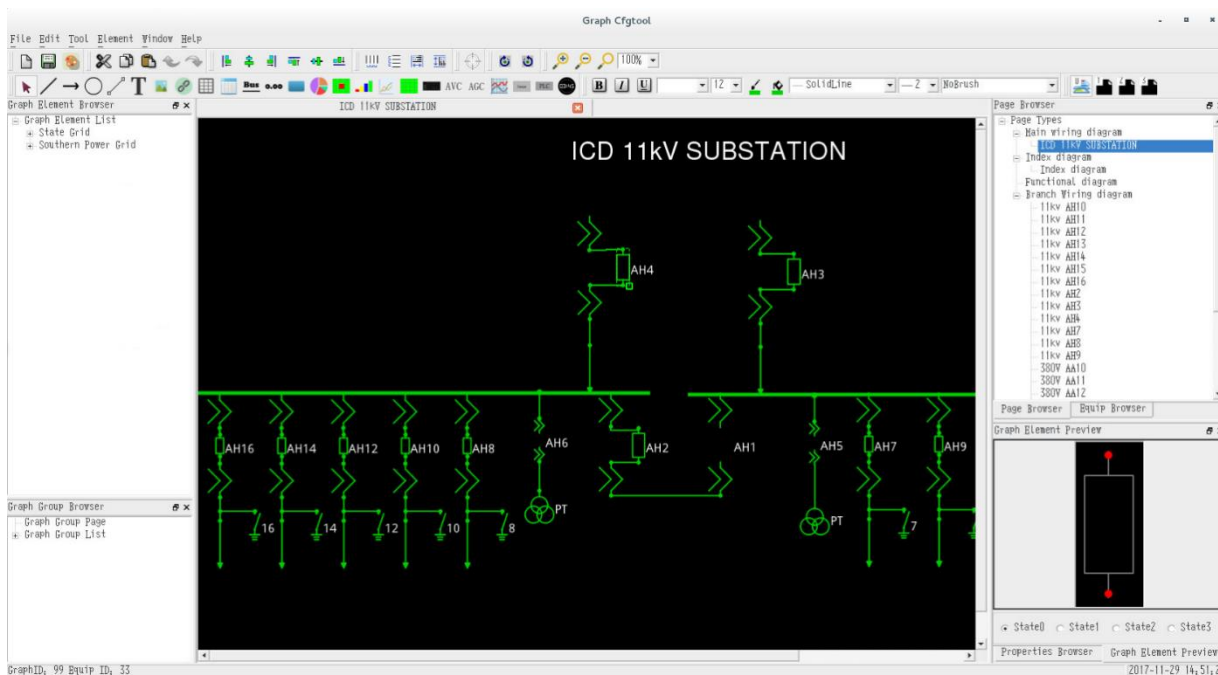 Graph Cfgtool
File Edit Tool Element Window Help
100%
T Bus 0.00 AVC AGC B I U 12 SolidLine 2 NoBrush
Graph Element Browser
Graph Element List
State Grid
Southern Power Grid
Graph Group Browser
Graph Group Page
Graph Group List
ICD 11kV SUBSTATION
ICD 11kV SUBSTATION
AH4
AH3
AH16
AH14
AH12
AH10
AH8
AH6
AH2
AH1
AH5
AH7
AH9
PT
PT
16
14
12
10
8
7
Page Browser
Page Types
Main wiring diagram
ICD 11kV SUBSTATION
Index diagram
Index diagram
Functional diagram
Branch Wiring diagram
11kv AH10
11kv AH11
11kv AH12
11kv AH13
11kv AH14
11kv AH15
11kv AH16
11kv AH2
11kv AH3
11kv AH4
11kv AH7
11kv AH8
11kv AH9
380V AA10
380V AA11
380V AA12
Page Browser Equip Browser
Graph Element Preview
State0 State1 State2 State3
Properties Browser Graph Element Preview
GraphID: 99 Equip ID: 33
2017-11-29 14:51:2